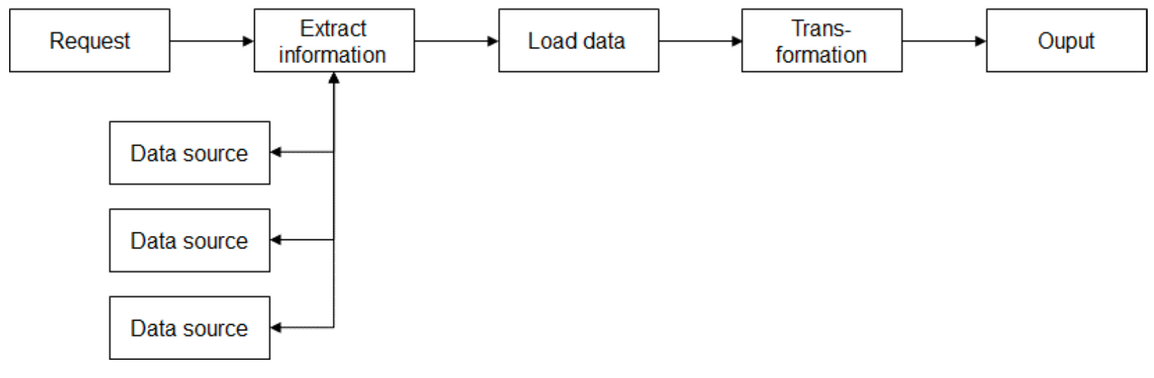 Request
Extract
information
Load data
Trans-
formation
Ouput
Data source
Data source
Data source